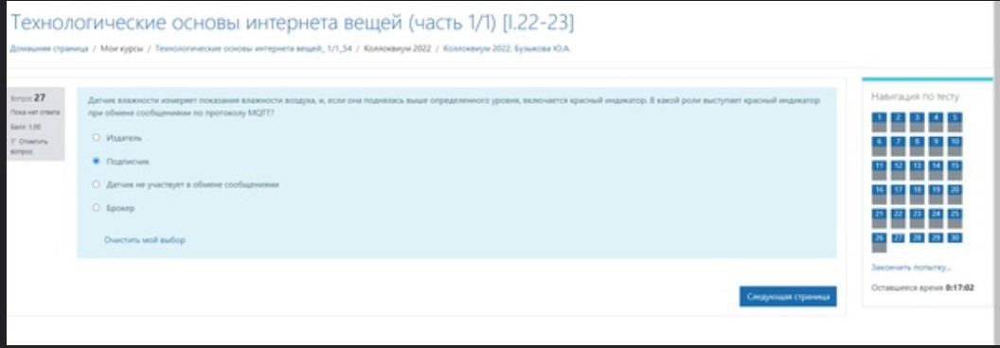 Технологические основы интернета вещей (часть 1/1) [I.22-23]
Домашняя страница / Мои курсы / Технологические основы интернета вещей, 1/1_54 / Коллоквиум 2022 / Коллоквиум 2022. Бузыкова Ю.А.
Вопрос 27
Пока нет ответа
Балл: 1,00
Отметить
вопрос
Датчик влажности измеряет показания влажности воздуха, и, если она поднялась выше определенного уровня, включается красный индикатор. В какой роли выступает красный индикатор
при обмене сообщениями по протоколу MQTT?
Издатель
Подписчик
Датчик не участвует в обмене сообщениями
Брокер
Очистить мой выбор
Следующая страница
Навигация по тесту
1 2 3 4 5
6 7 8 9 10
11 12 13 14 15
16 17 18 19 20
21 22 23 24 25
26 27 28 29 30
Закончить попытку...
Оставшееся время 0:17:02